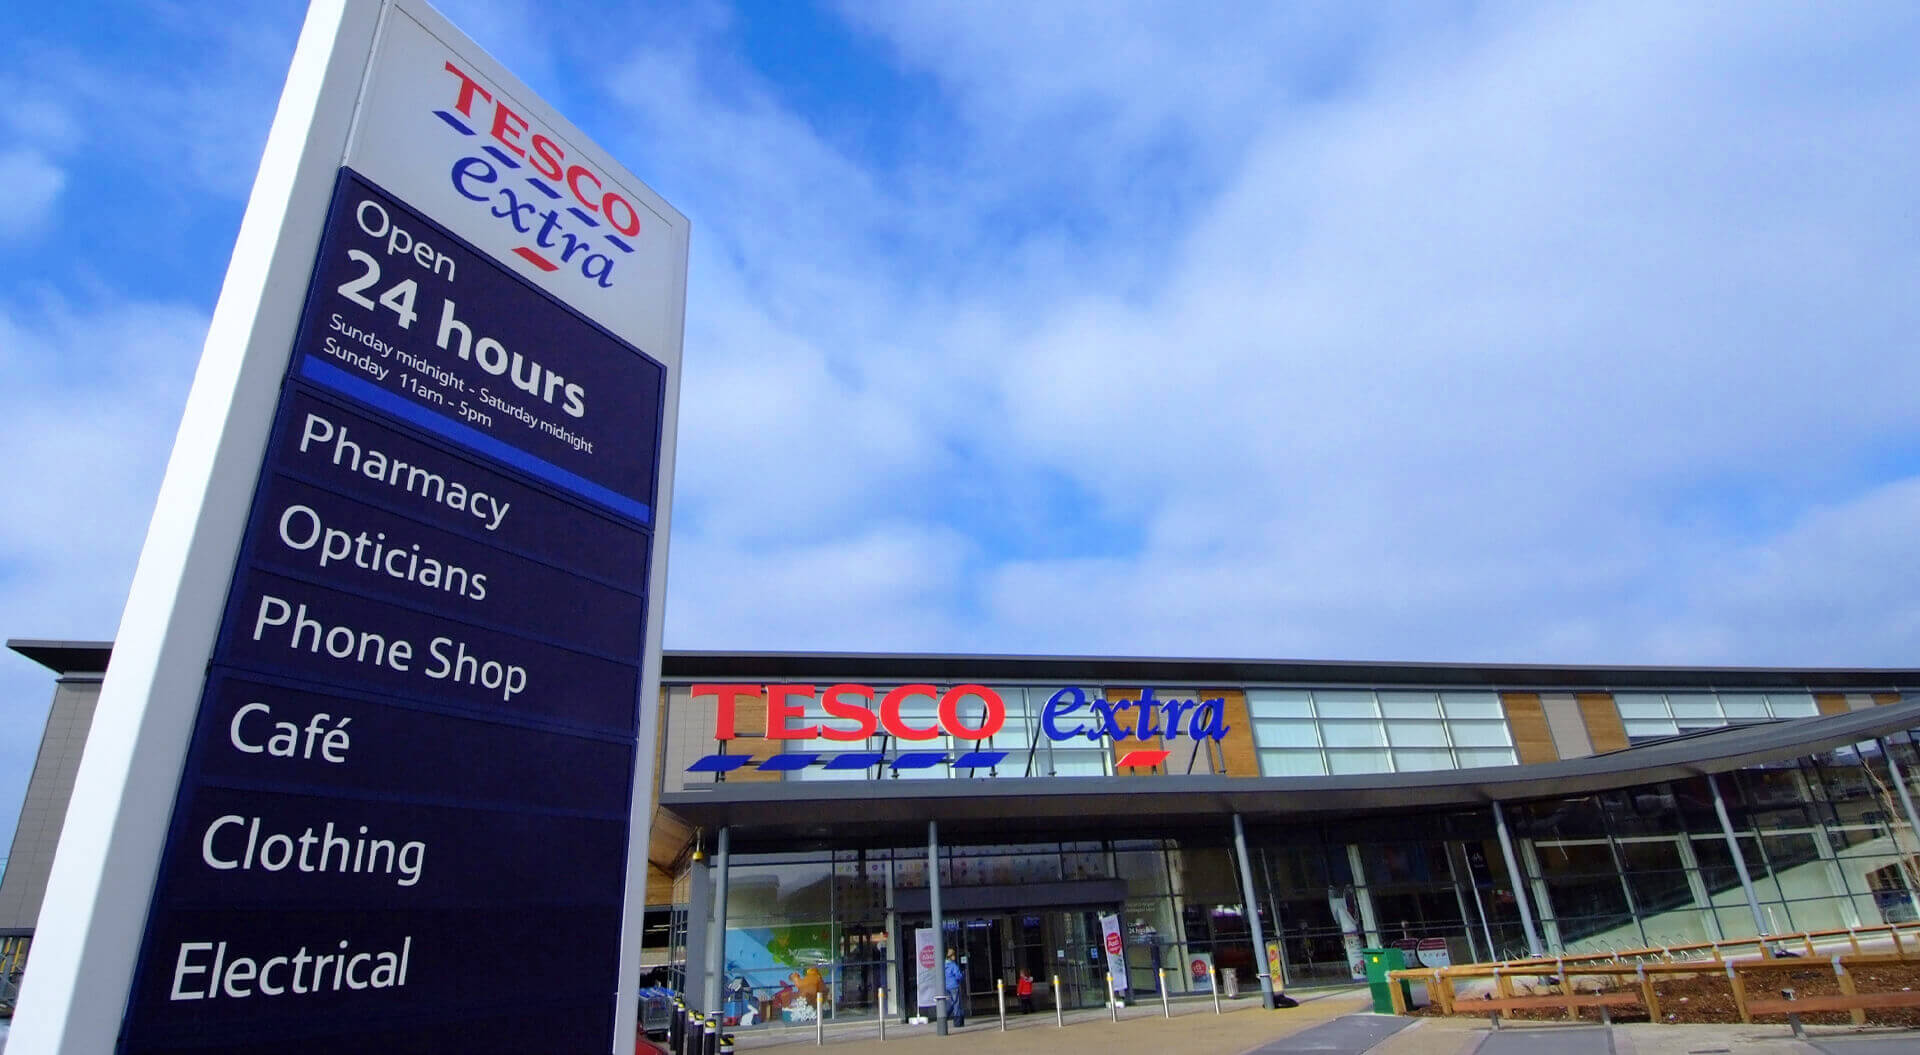 TESCO
extra
Open
24 hours
Sunday midnight - Saturday midnight
Sunday 11am - 5pm
Pharmacy
Opticians
Phone Shop
Café
Clothing
Electrical
TESCO extra